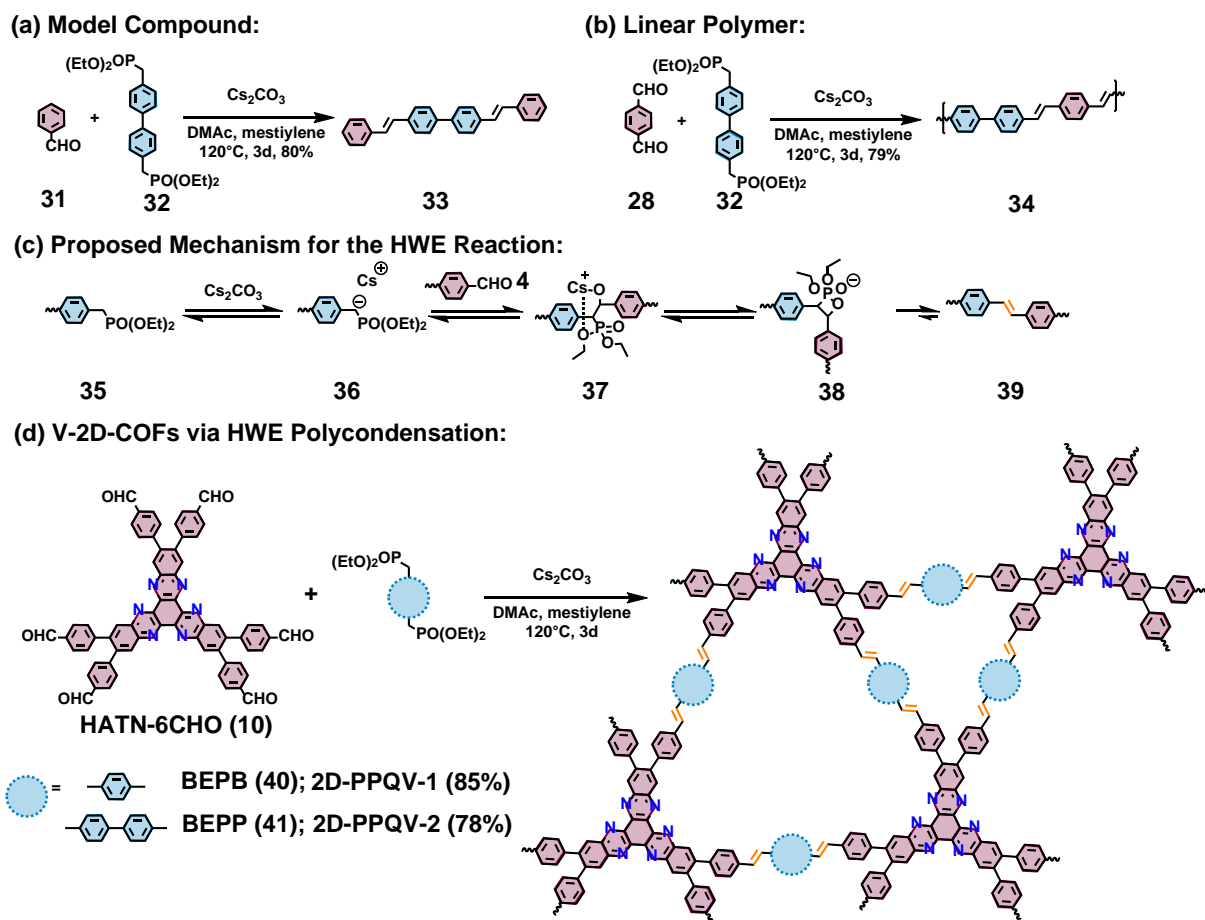 (a) Model Compound:
(b) Linear Polymer:
(EtO)₂OP
CHO
+
PO(OEt)₂
Cs₂CO₃
DMAc, mestiylene
120°C, 3d, 80%
31
32
33
CHO
CHO
+
(EtO)₂OP
PO(OEt)₂
Cs₂CO₃
DMAc, mestiylene
120°C, 3d, 79%
28
32
34
(c) Proposed Mechanism for the HWE Reaction:
PO(OEt)₂
Cs₂CO₃
Cs⊕
⊖
PO(OEt)₂
CHO 4
+
Cs-O
P=O
O
O
O
O
P-O⊖
O
35
36
37
38
39
(d) V-2D-COFs via HWE Polycondensation:
OHC
CHO
N N
N N
N N
OHC
CHO
OHC
CHO
HATN-6CHO (10)
+
(EtO)₂OP
PO(OEt)₂
Cs₂CO₃
DMAc, mestiylene
120°C, 3d
N N
N N
N N
N N
N N
N N
N N
N N
N N
N N
N N
N N
= BEPB (40); 2D-PPQV-1 (85%)
BEPP (41); 2D-PPQV-2 (78%)